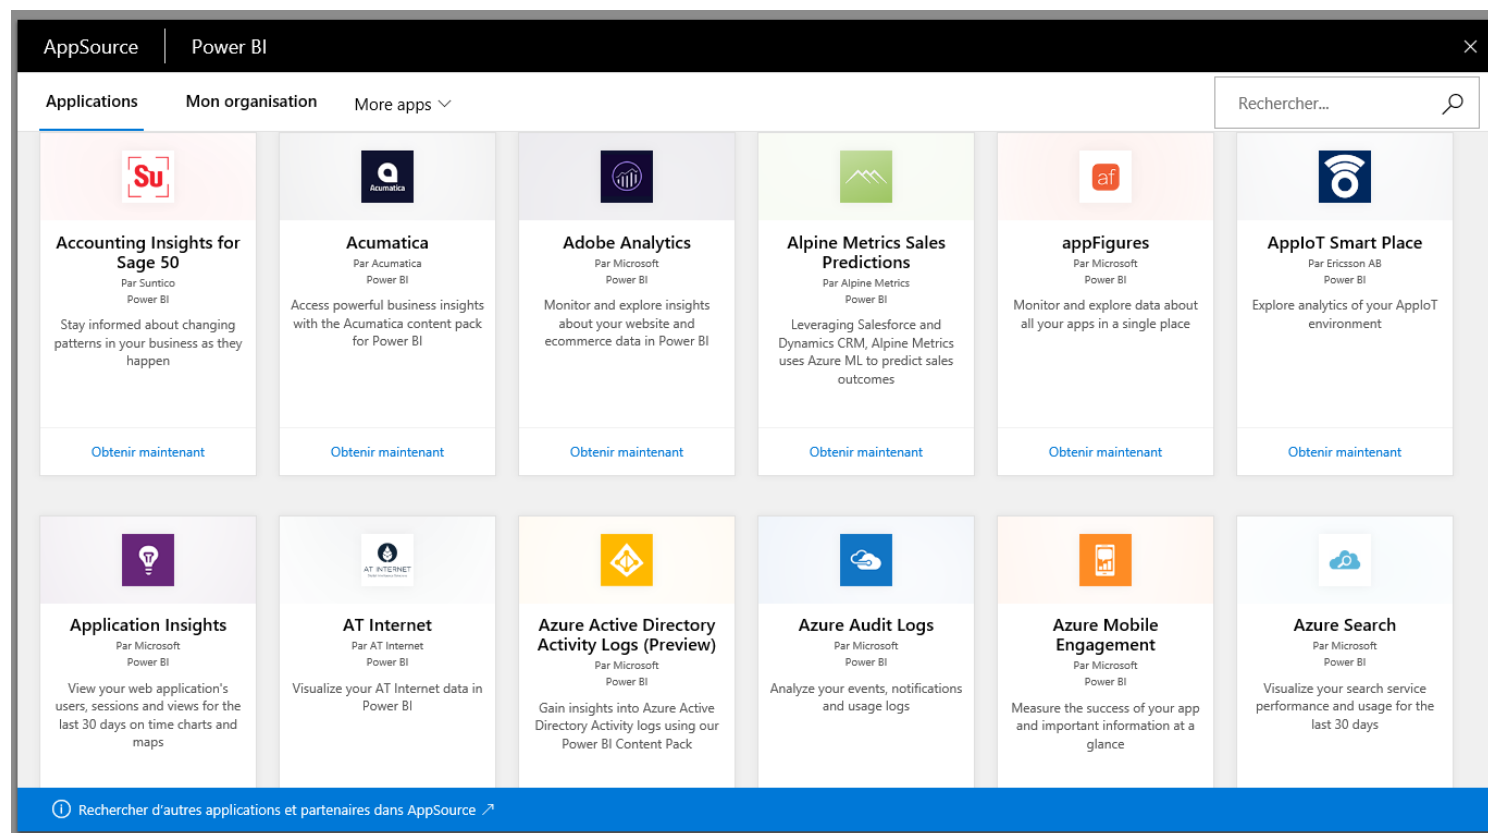 AppSource Power BI
Applications Mon organisation More apps Rechercher...
Su
Accounting Insights for
Sage 50
Par Suntico
Power BI
Stay informed about changing
patterns in your business as they
happen
Obtenir maintenant
Acumatica
Acumatica
Par Acumatica
Power BI
Access powerful business insights
with the Acumatica content pack
for Power BI
Obtenir maintenant
Adobe Analytics
Par Microsoft
Power BI
Monitor and explore insights
about your website and
ecommerce data in Power BI
Obtenir maintenant
Alpine Metrics Sales
Predictions
Par Alpine Metrics
Power BI
Leveraging Salesforce and
Dynamics CRM, Alpine Metrics
uses Azure ML to predict sales
outcomes
Obtenir maintenant
af
appFigures
Par Microsoft
Power BI
Monitor and explore data about
all your apps in a single place
Obtenir maintenant
AppIoT Smart Place
Par Ericsson AB
Power BI
Explore analytics of your AppIoT
environment
Obtenir maintenant
Application Insights
Par Microsoft
Power BI
View your web application's
users, sessions and views for the
last 30 days on time charts and
maps
AT INTERNET
AT Internet
Par AT Internet
Power BI
Visualize your AT Internet data in
Power BI
Azure Active Directory
Activity Logs (Preview)
Par Microsoft
Power BI
Gain insights into Azure Active
Directory Activity logs using our
Power BI Content Pack
Azure Audit Logs
Par Microsoft
Power BI
Analyze your events, notifications
and usage logs
Azure Mobile
Engagement
Par Microsoft
Power BI
Measure the success of your app
and important information at a
glance
Azure Search
Par Microsoft
Power BI
Visualize your search service
performance and usage for the
last 30 days
Rechercher d'autres applications et partenaires dans AppSource